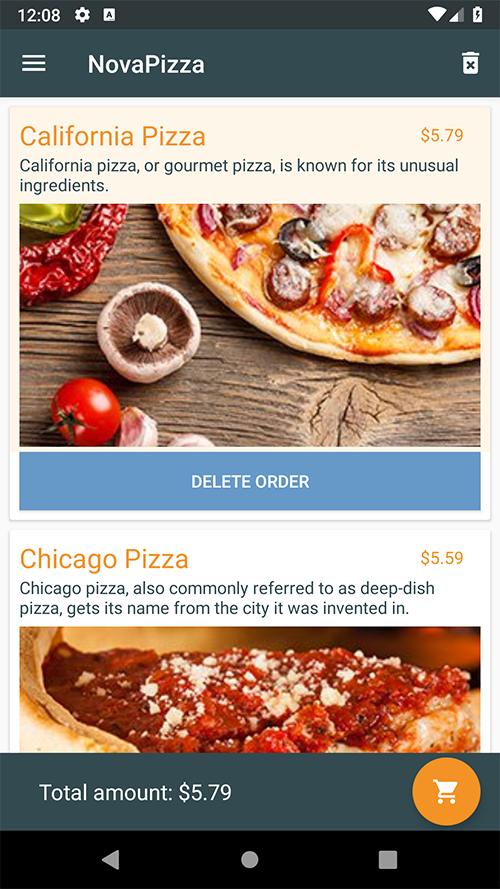 12:08 A
NovaPizza
California Pizza $5.79
California pizza, or gourmet pizza, is known for its unusual
ingredients.
DELETE ORDER
Chicago Pizza $5.59
Chicago pizza, also commonly referred to as deep-dish
pizza, gets its name from the city it was invented in.
Total amount: $5.79